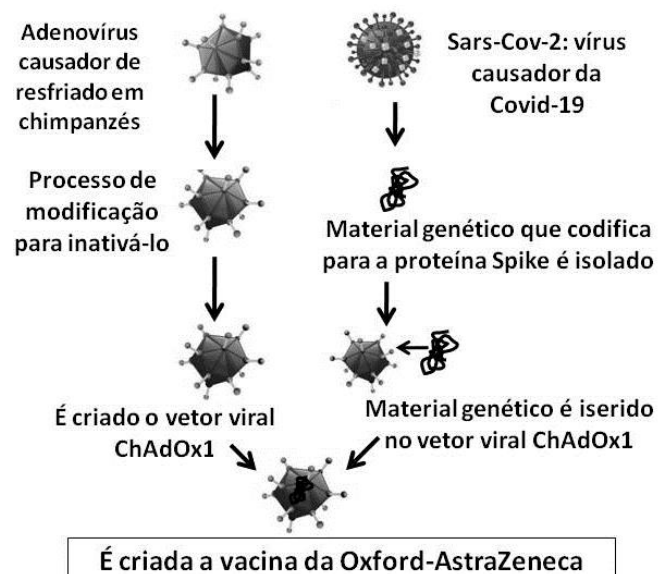 Adenovírus
causador de
resfriado em
chimpanzés
Sars-Cov-2: vírus
causador da
Covid-19
Processo de
modificação
para inativá-lo
Material genético que codifica
para a proteína Spike é isolado
É criado o vetor viral
ChAdOx1
Material genético é iserido
no vetor viral ChAdOx1
É criada a vacina da Oxford-AstraZeneca